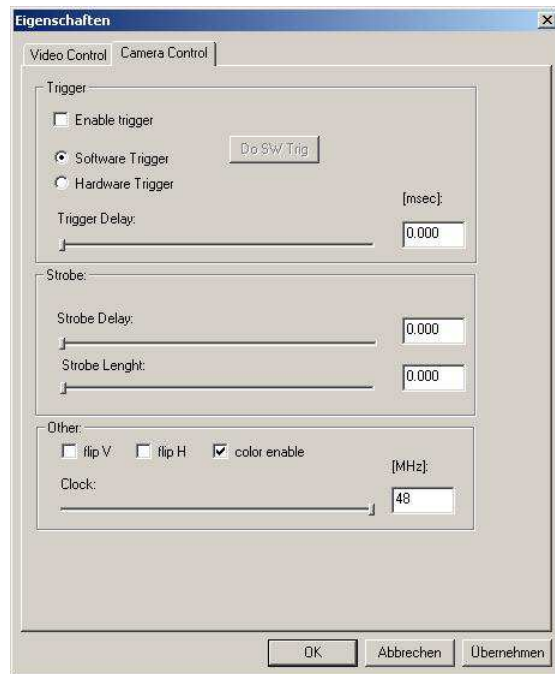 Eigenschaften
Video Control Camera Control
Trigger
Enable trigger
Do SW Trig
Software Trigger
Hardware Trigger
[msec]:
Trigger Delay:
0.000
Strobe:
Strobe Delay:
0.000
Strobe Lenght:
0.000
Other:
flip V flip H color enable
[MHz]:
Clock:
48
OK Abbrechen Übernehmen